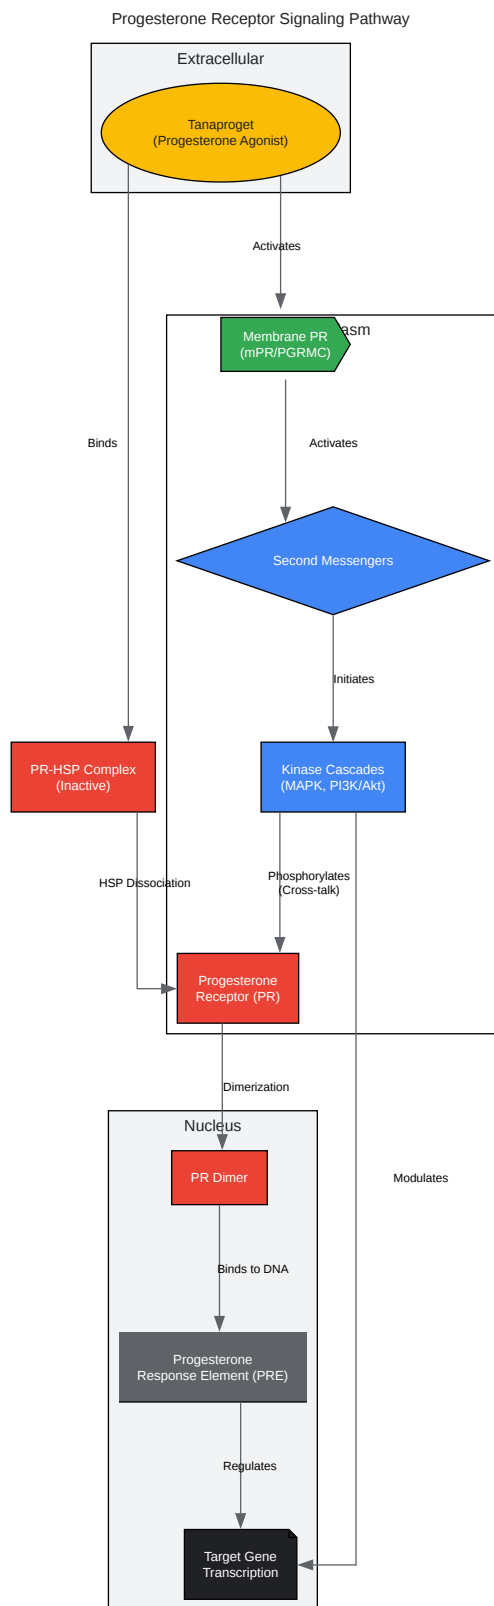 Progesterone Receptor Signaling Pathway
Extracellular
Tanaproget
(Progesterone Agonist)
Activates
asm
Membrane PR
(mPR/PGRMC)
Binds
Activates
Second Messengers
Initiates
PR-HSP Complex
(Inactive)
Kinase Cascades
(MAPK, PI3K/Akt)
HSP Dissociation
Phosphorylates
(Cross-talk)
Progesterone
Receptor (PR)
Dimerization
Nucleus
PR Dimer
Modulates
Binds to DNA
Progesterone
Response Element (PRE)
Regulates
Target Gene
Transcription